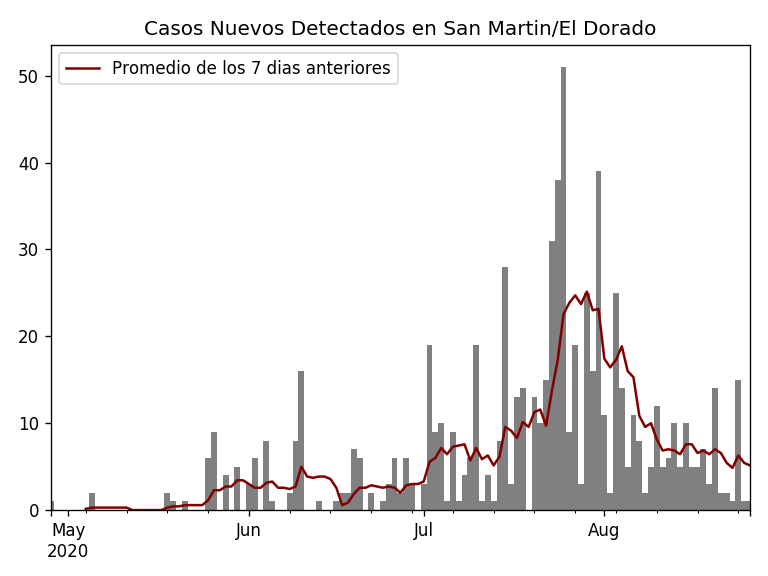 Casos Nuevos Detectados en San Martin/El Dorado
Promedio de los 7 dias anteriores
50
40
30
20
10
0
May Jun Jul Aug
2020